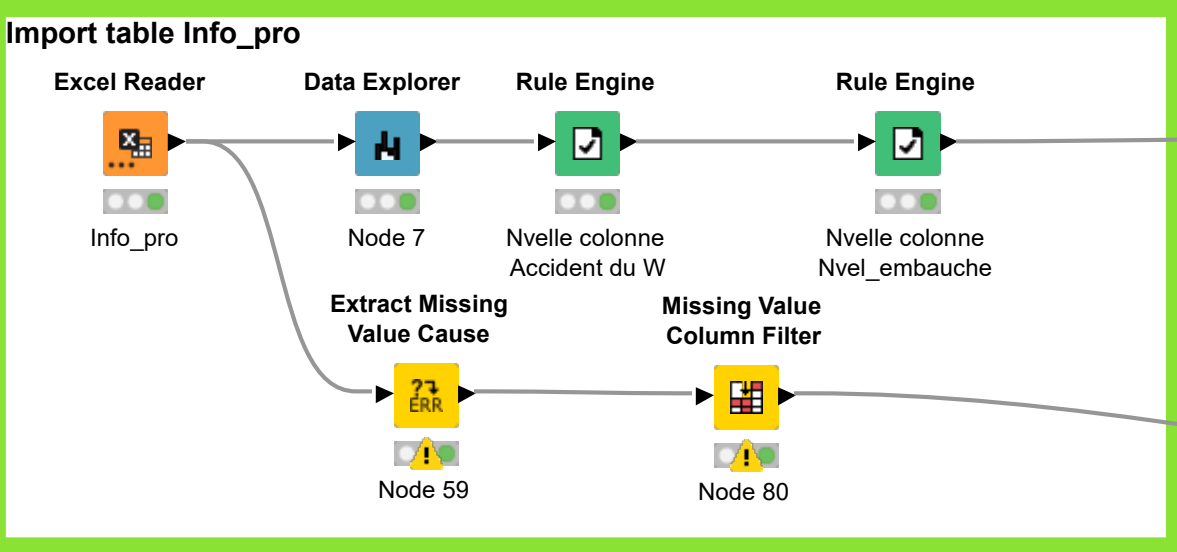 Import table Info_pro
Excel Reader
Data Explorer
Rule Engine
Rule Engine
Info_pro
Node 7
Nvelle colonne
Accident du W
Nvelle colonne
Nvel_embauche
Extract Missing
Value Cause
Missing Value
Column Filter
?
ERR
!
!
Node 59
Node 80